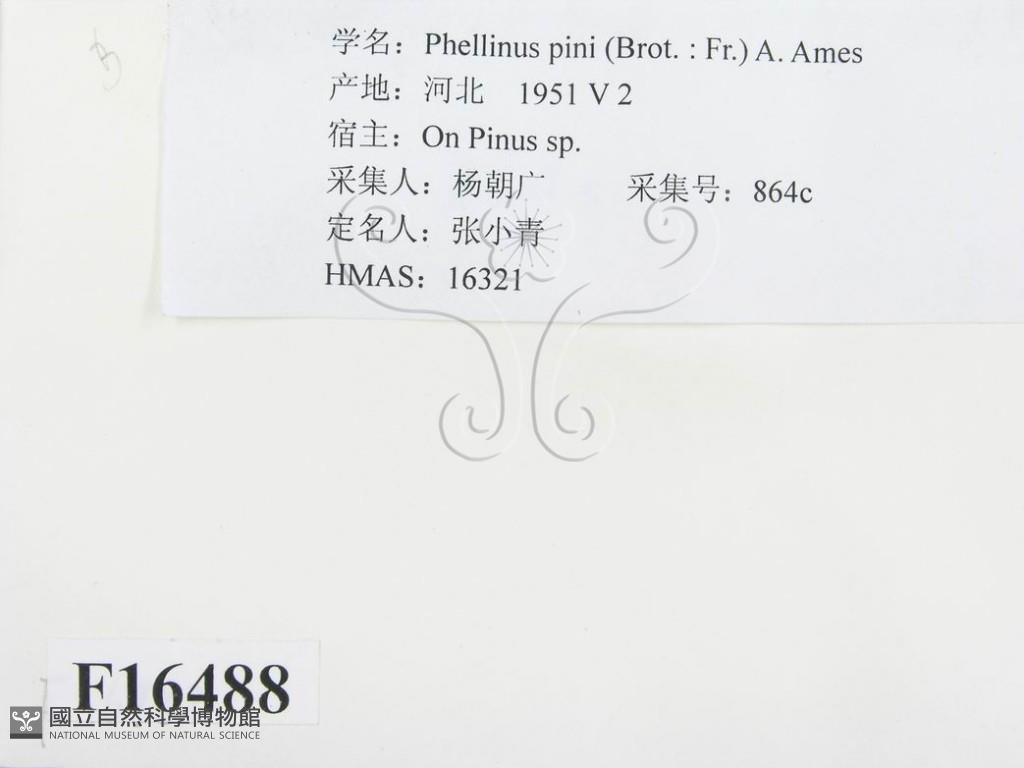 学名：Phellinus pini (Brot. : Fr.) A. Ames
产地：河北 1951 V 2
宿主：On Pinus sp.
采集人：杨朝广 采集号：864c
定名人：张小青
HMAS：16321
F16488
國立自然科學博物館
NATIONAL MUSEUM OF NATURAL SCIENCE